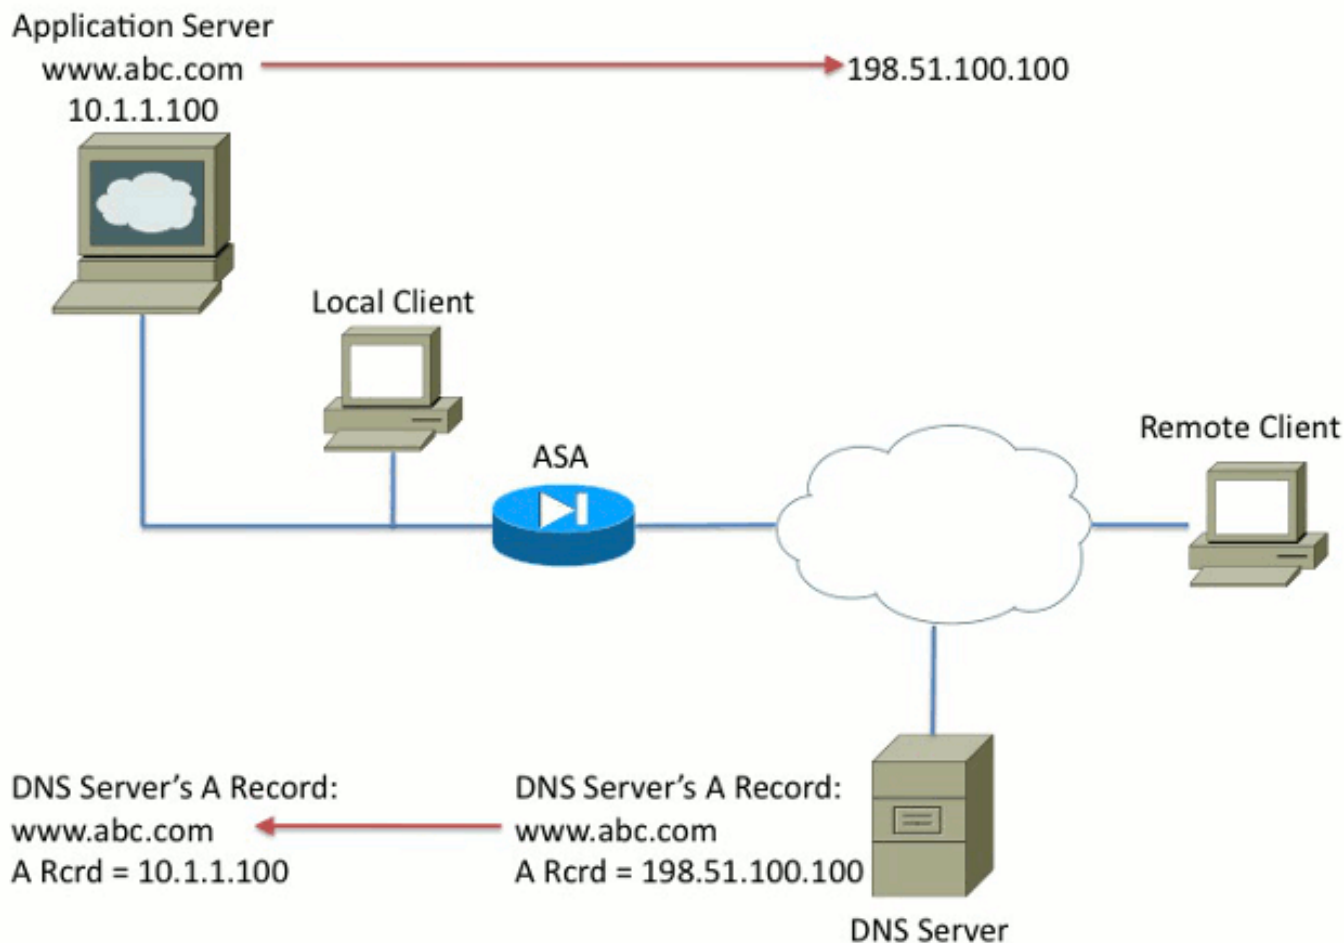 Application Server
www.abc.com
10.1.1.100
198.51.100.100
Local Client
ASA
Remote Client
DNS Server’s A Record:
www.abc.com
A Rcrd = 10.1.1.100
DNS Server’s A Record:
www.abc.com
A Rcrd = 198.51.100.100
DNS Server